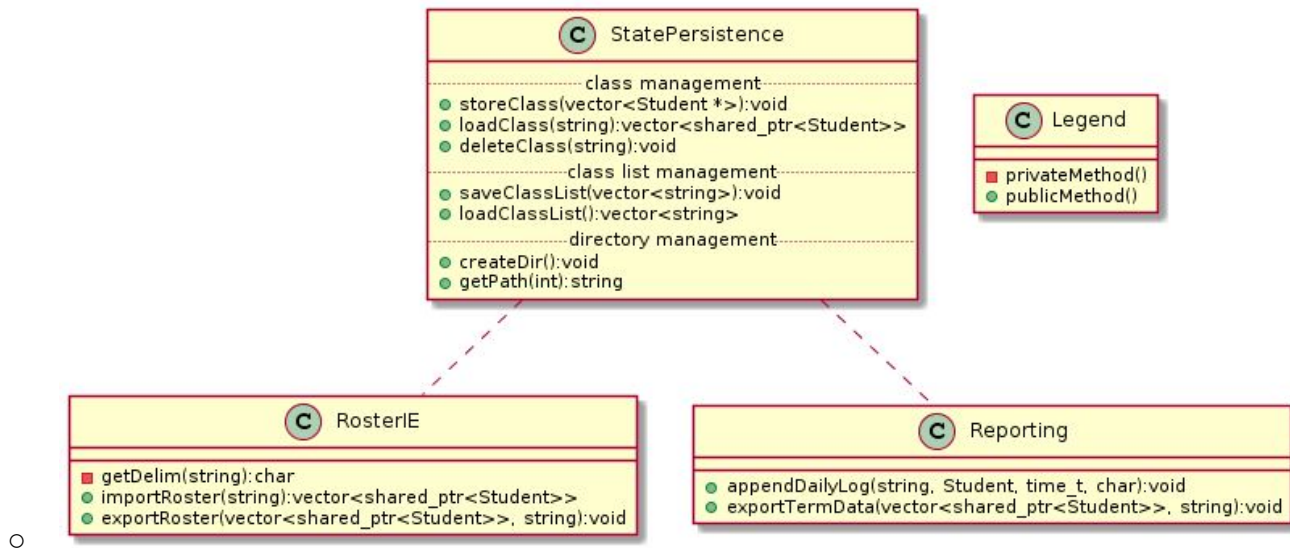 C StatePersistence
class management
storeClass(vector<Student *>):void
loadClass(string):vector<shared_ptr<Student>>
deleteClass(string):void
class list management
saveClassList(vector<string>):void
loadClassList():vector<string>
directory management
createDir():void
getPath(int):string
C Legend
privateMethod()
publicMethod()
C RosterIE
getDelim(string):char
importRoster(string):vector<shared_ptr<Student>>
exportRoster(vector<shared_ptr<Student>>, string):void
C Reporting
appendDailyLog(string, Student, time_t, char):void
exportTermData(vector<shared_ptr<Student>>, string):void